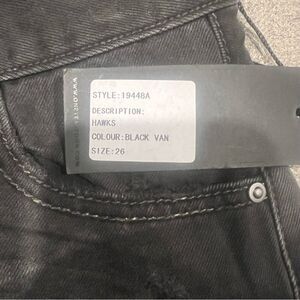 STYLE:19448A
DESCRIPTION:
HAWKS
COLOUR:BLACK VAN
SIZE:26